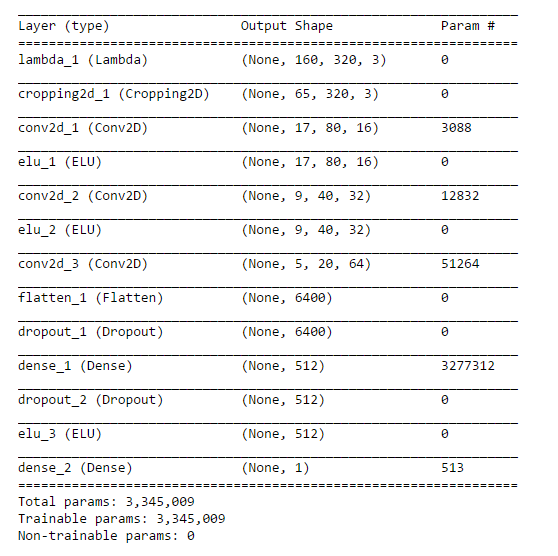 Layer (type) Output Shape Param #
=================================================================
lambda_1 (Lambda) (None, 160, 320, 3) 0
cropping2d_1 (Cropping2D) (None, 65, 320, 3) 0
conv2d_1 (Conv2D) (None, 17, 80, 16) 3088
elu_1 (ELU) (None, 17, 80, 16) 0
conv2d_2 (Conv2D) (None, 9, 40, 32) 12832
elu_2 (ELU) (None, 9, 40, 32) 0
conv2d_3 (Conv2D) (None, 5, 20, 64) 51264
flatten_1 (Flatten) (None, 6400) 0
dropout_1 (Dropout) (None, 6400) 0
dense_1 (Dense) (None, 512) 3277312
dropout_2 (Dropout) (None, 512) 0
elu_3 (ELU) (None, 512) 0
dense_2 (Dense) (None, 1) 513
=================================================================
Total params: 3,345,009
Trainable params: 3,345,009
Non-trainable params: 0